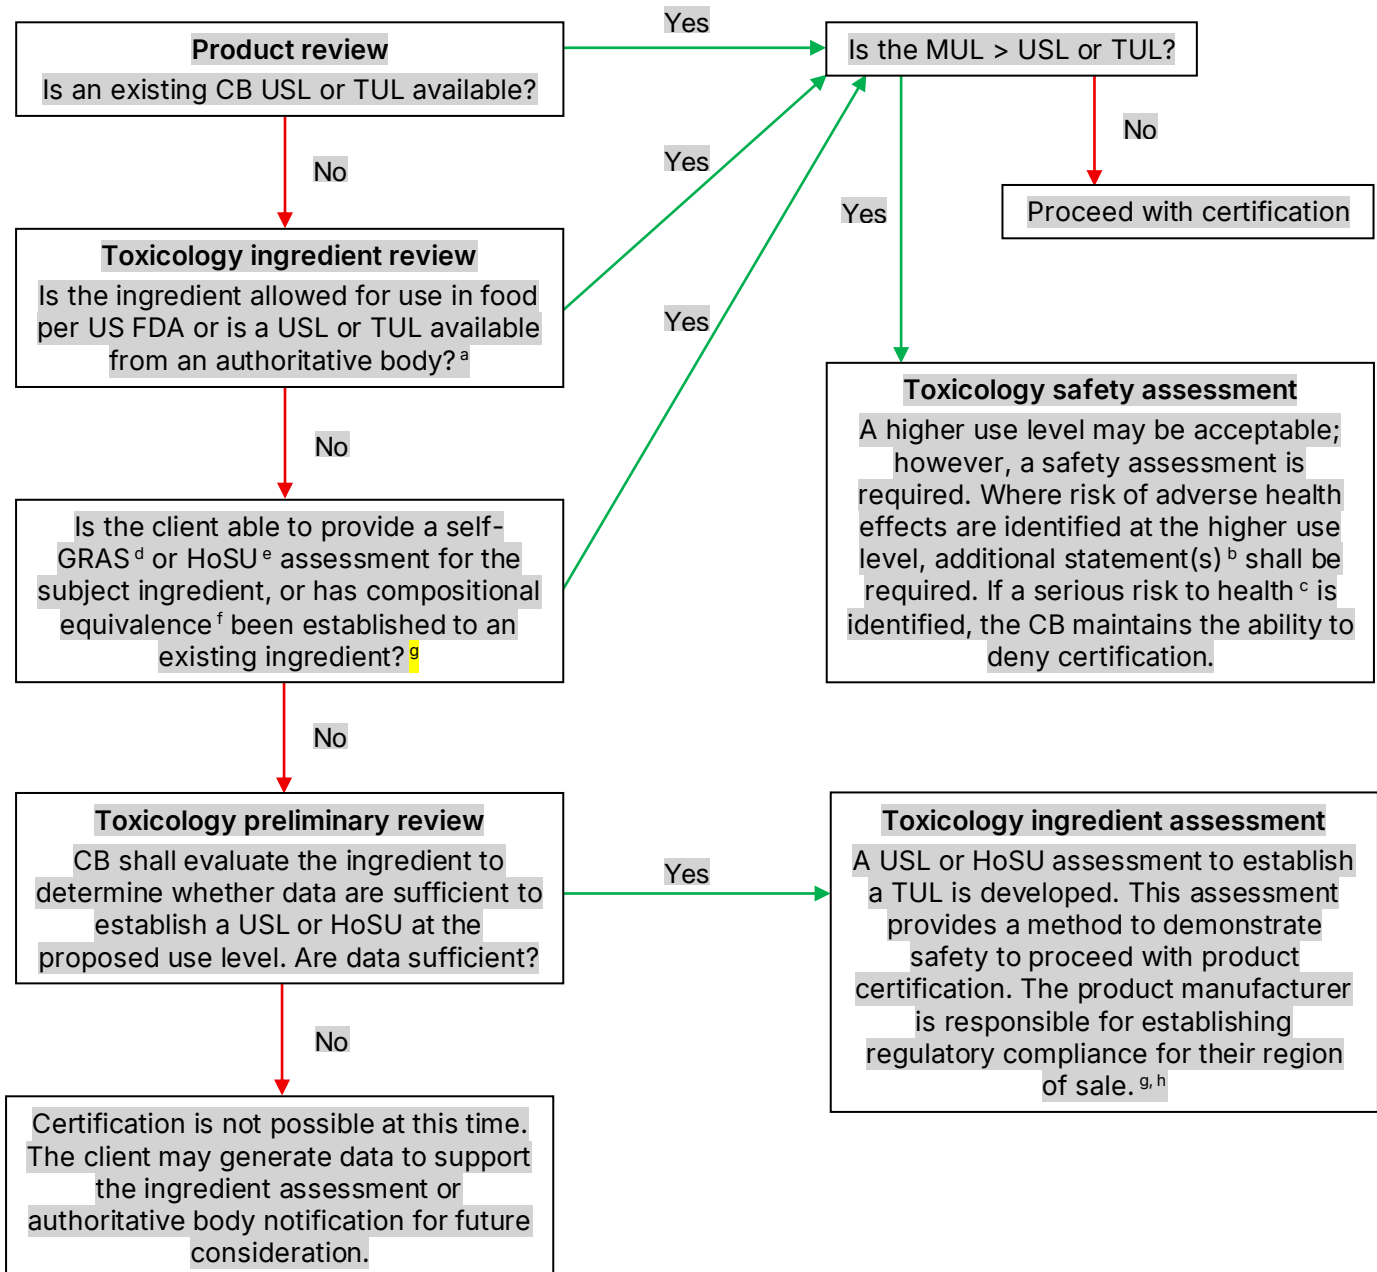 Product review
Is an existing CB USL or TUL available?
Yes
Is the MUL > USL or TUL?
No
Yes
No
Yes
Proceed with certification
Toxicology ingredient review
Is the ingredient allowed for use in food
per US FDA or is a USL or TUL available
from an authoritative body? a
Yes
No
Toxicology safety assessment
A higher use level may be acceptable;
however, a safety assessment is
required. Where risk of adverse health
effects are identified at the higher use
level, additional statement(s) b shall be
required. If a serious risk to health c is
identified, the CB maintains the ability to
deny certification.
Is the client able to provide a self-
GRAS d or HoSU e assessment for the
subject ingredient, or has compositional
equivalence f been established to an
existing ingredient? g
No
Toxicology preliminary review
CB shall evaluate the ingredient to
determine whether data are sufficient to
establish a USL or HoSU at the
proposed use level. Are data sufficient?
Yes
Toxicology ingredient assessment
A USL or HoSU assessment to establish
a TUL is developed. This assessment
provides a method to demonstrate
safety to proceed with product
certification. The product manufacturer
is responsible for establishing
regulatory compliance for their region
of sale. g, h
No
Certification is not possible at this time.
The client may generate data to support
the ingredient assessment or
authoritative body notification for future
consideration.